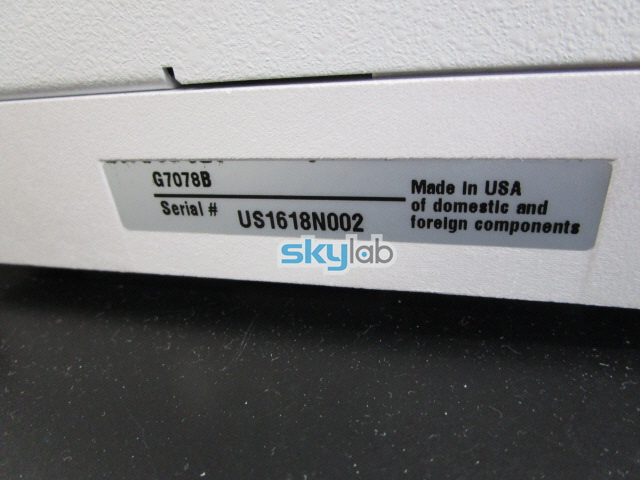 G7078B
Serial # US1618N002
Made in USA
of domestic and
foreign components
skylab